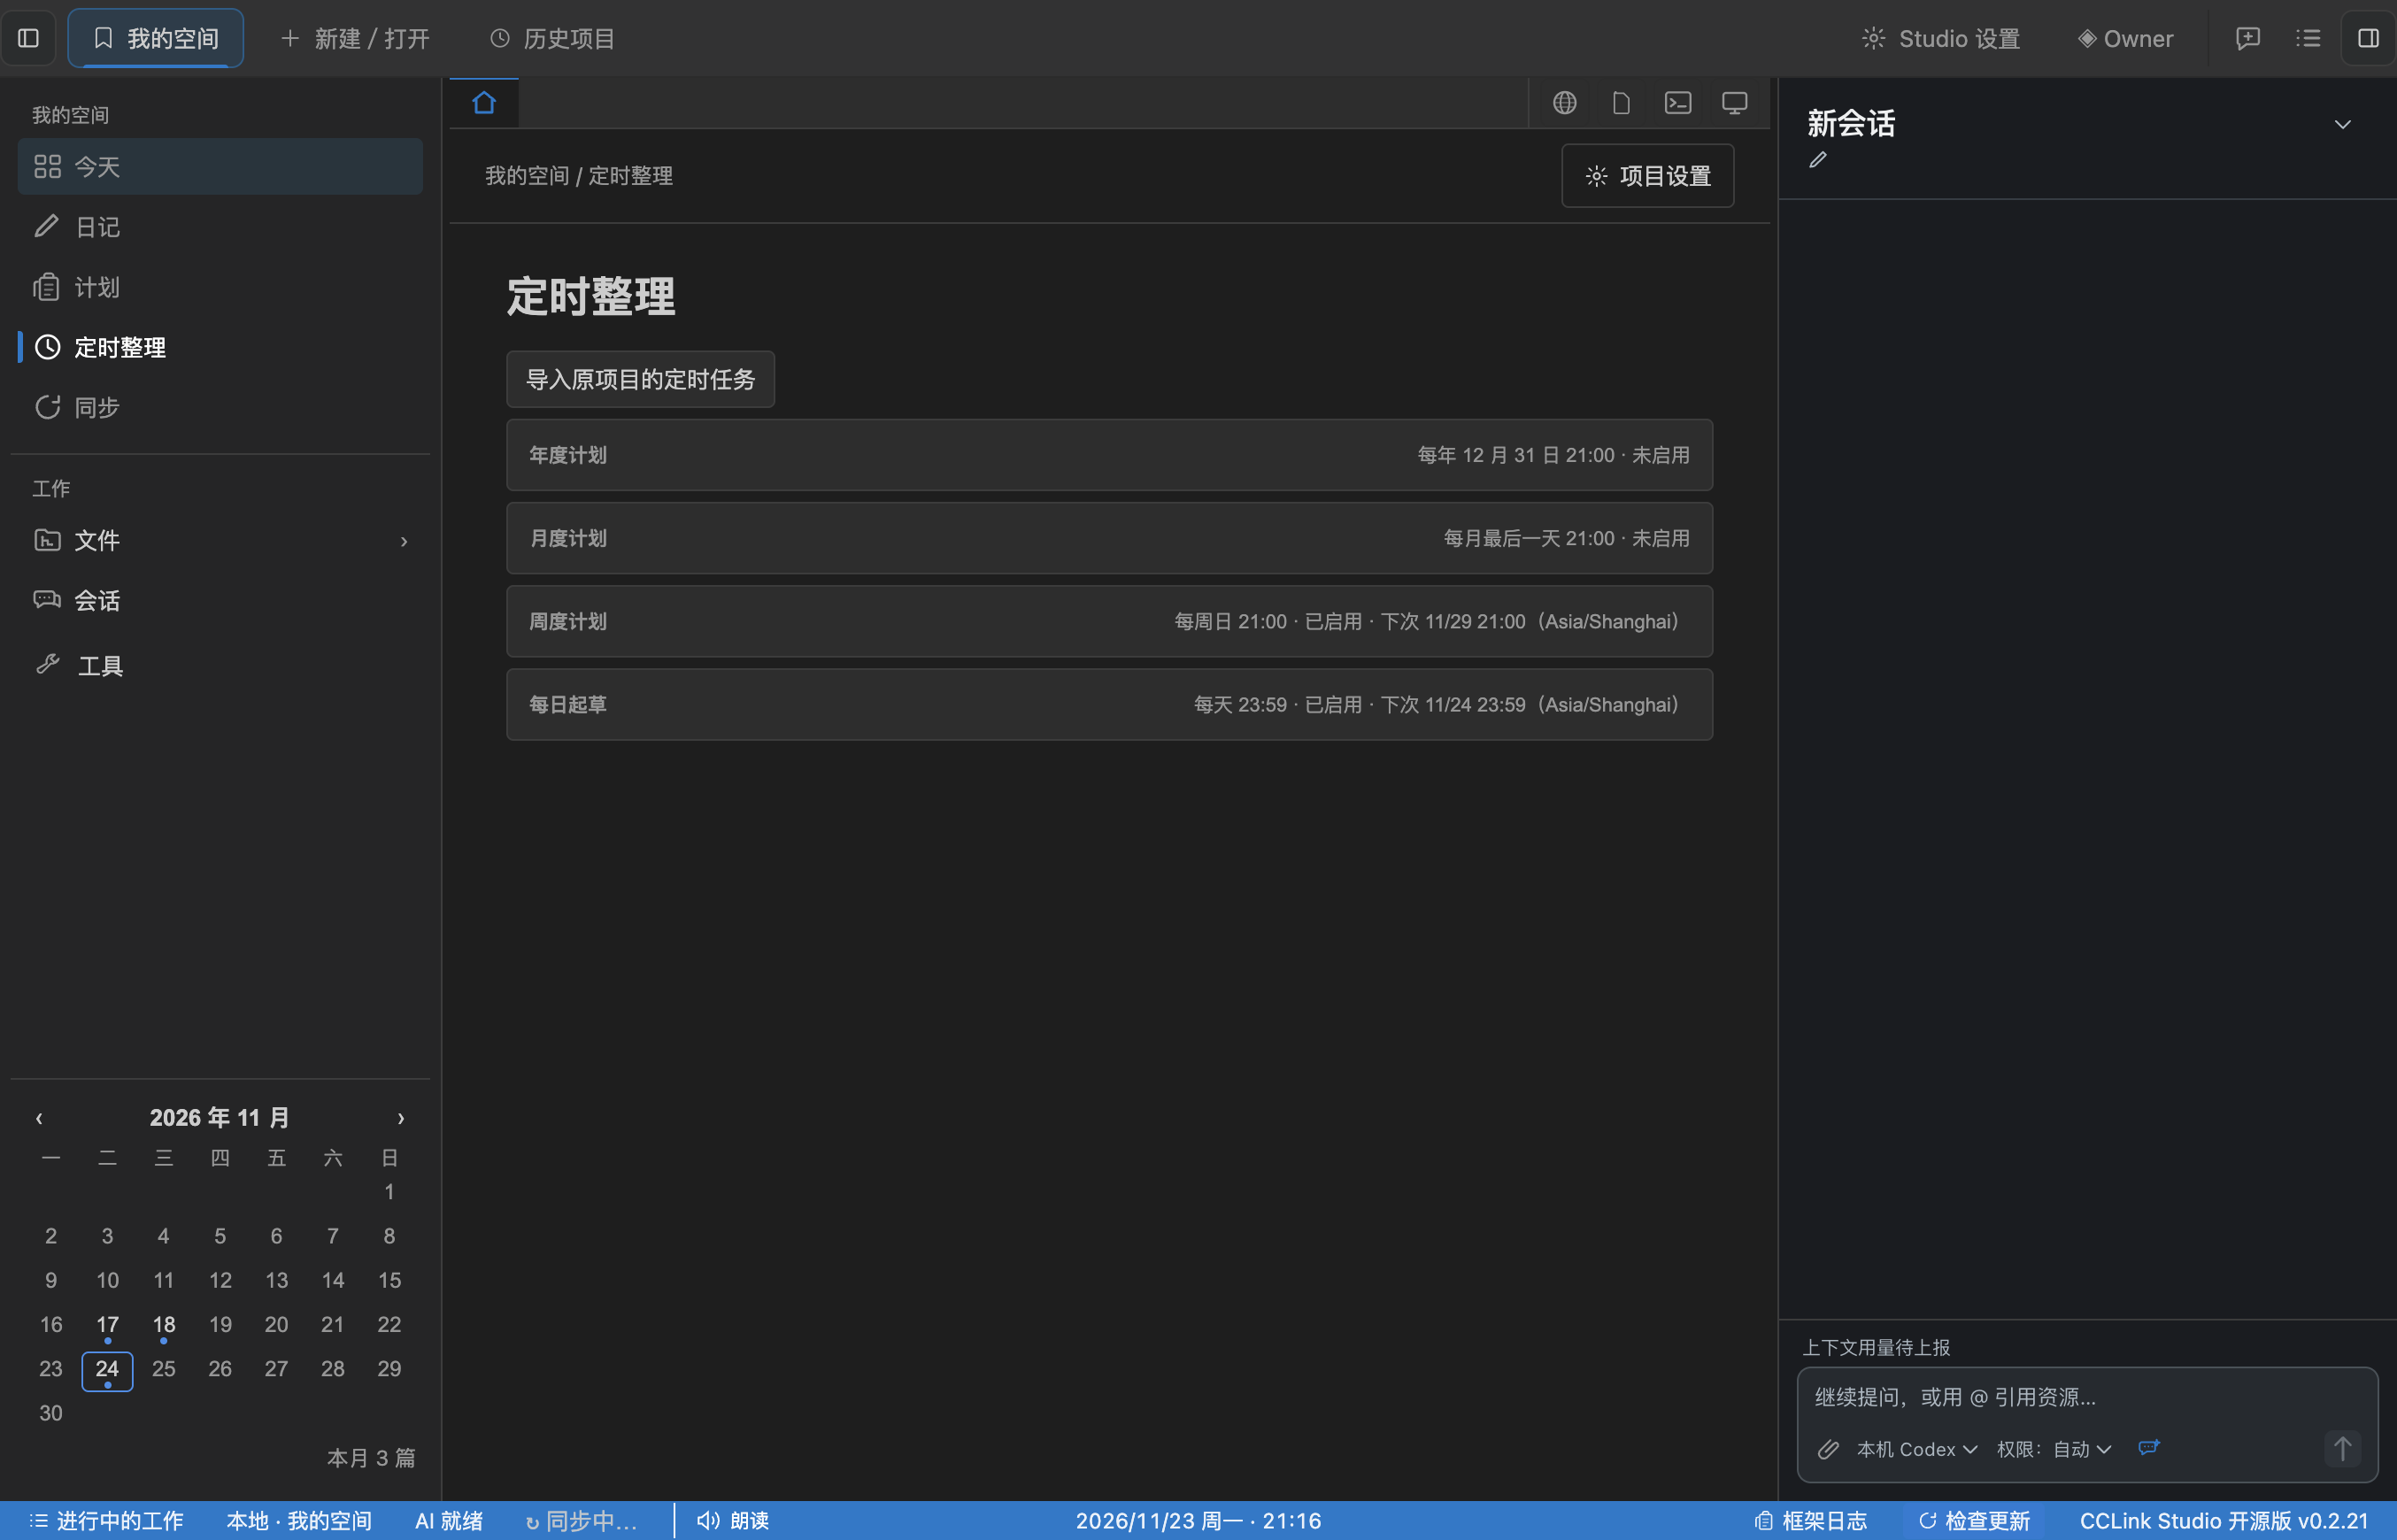 我的空间
新建 / 打开
历史项目
Studio 设置
Owner
我的空间
今天
日记
计划
定时整理
同步
工作
文件
会话
工具
‹ 2026 年 11 月 ›
一 二 三 四 五 六 日
1
2 3 4 5 6 7 8
9 10 11 12 13 14 15
16 17 18 19 20 21 22
23 24 25 26 27 28 29
30
本月 3 篇
我的空间 / 定时整理
项目设置
定时整理
导入原项目的定时任务
年度计划 每年 12 月 31 日 21:00 · 未启用
月度计划 每月最后一天 21:00 · 未启用
周度计划 每周日 21:00 · 已启用 · 下次 11/29 21:00（Asia/Shanghai）
每日起草 每天 23:59 · 已启用 · 下次 11/24 23:59（Asia/Shanghai）
新会话
上下文用量待上报
继续提问，或用 @ 引用资源...
本机 Codex 权限：自动
进行中的工作
本地 · 我的空间
AI 就绪
同步中...
朗读
2026/11/23 周一 · 21:16
框架日志
检查更新
CCLink Studio 开源版 v0.2.21